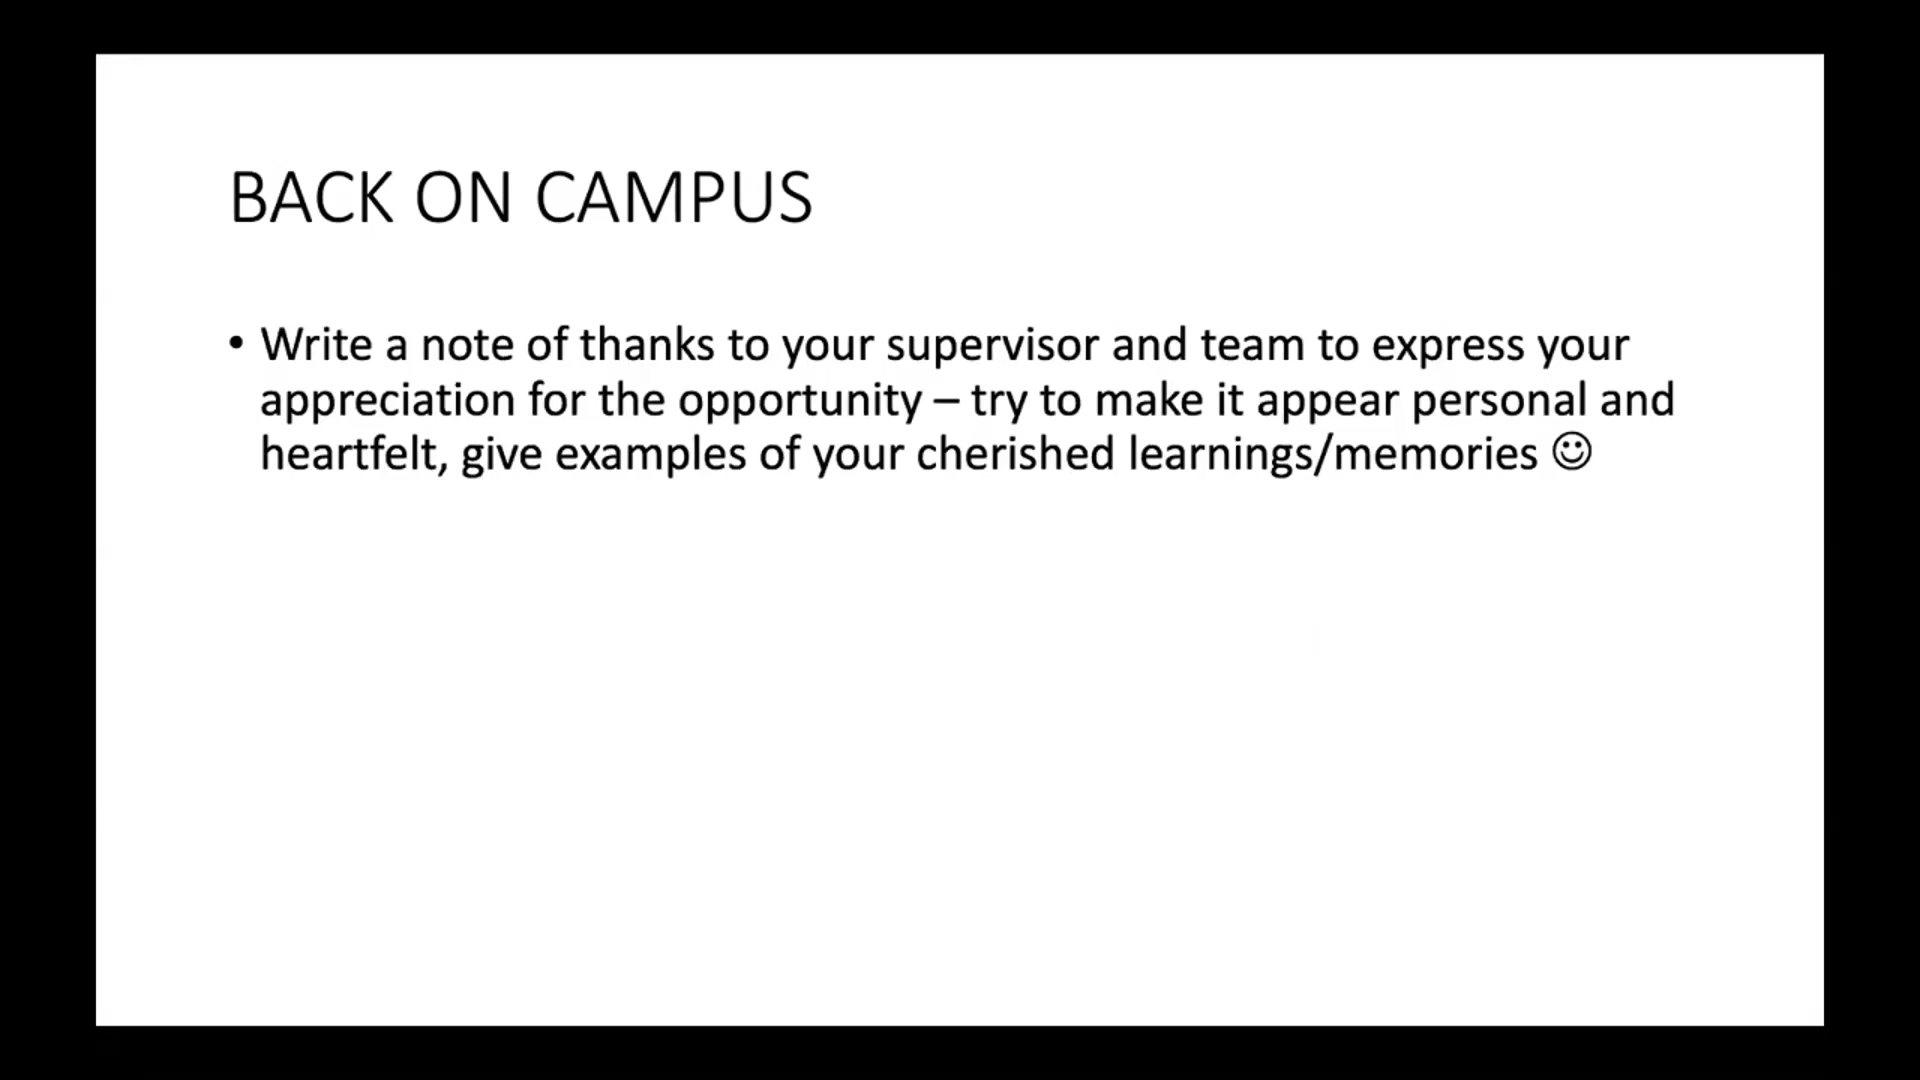 BACK ON CAMPUS
• Write a note of thanks to your supervisor and team to express your
appreciation for the opportunity – try to make it appear personal and
heartfelt, give examples of your cherished learnings/memories ☺